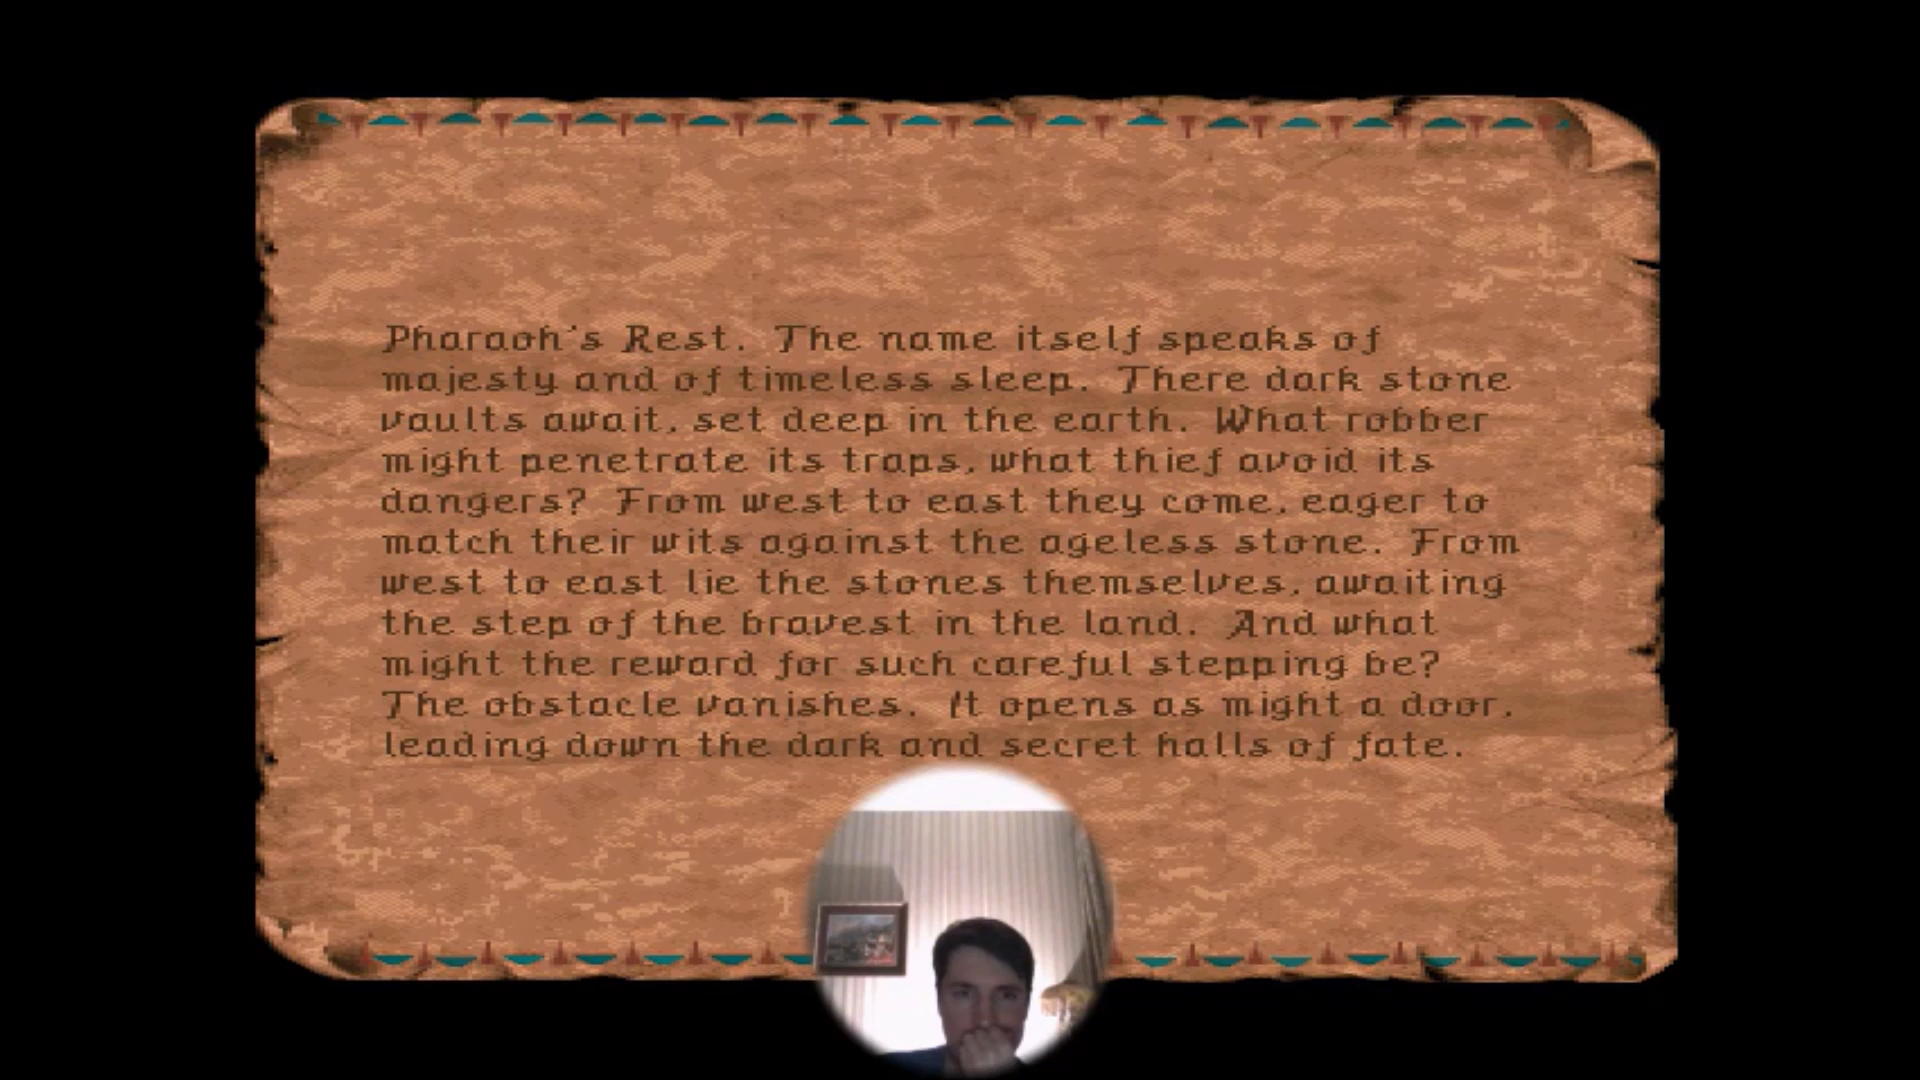 Pharaoh's Rest. The name itself speaks of
majesty and of timeless sleep. There dark stone
vaults await, set deep in the earth. What robber
might penetrate its traps, what thief avoid its
dangers? From west to east they come, eager to
match their wits against the ageless stone. From
west to east lie the stones themselves, awaiting
the step of the bravest in the land. And what
might the reward for such careful stepping be?
The obstacle vanishes. It opens as might a door,
leading down the dark and secret halls of fate.